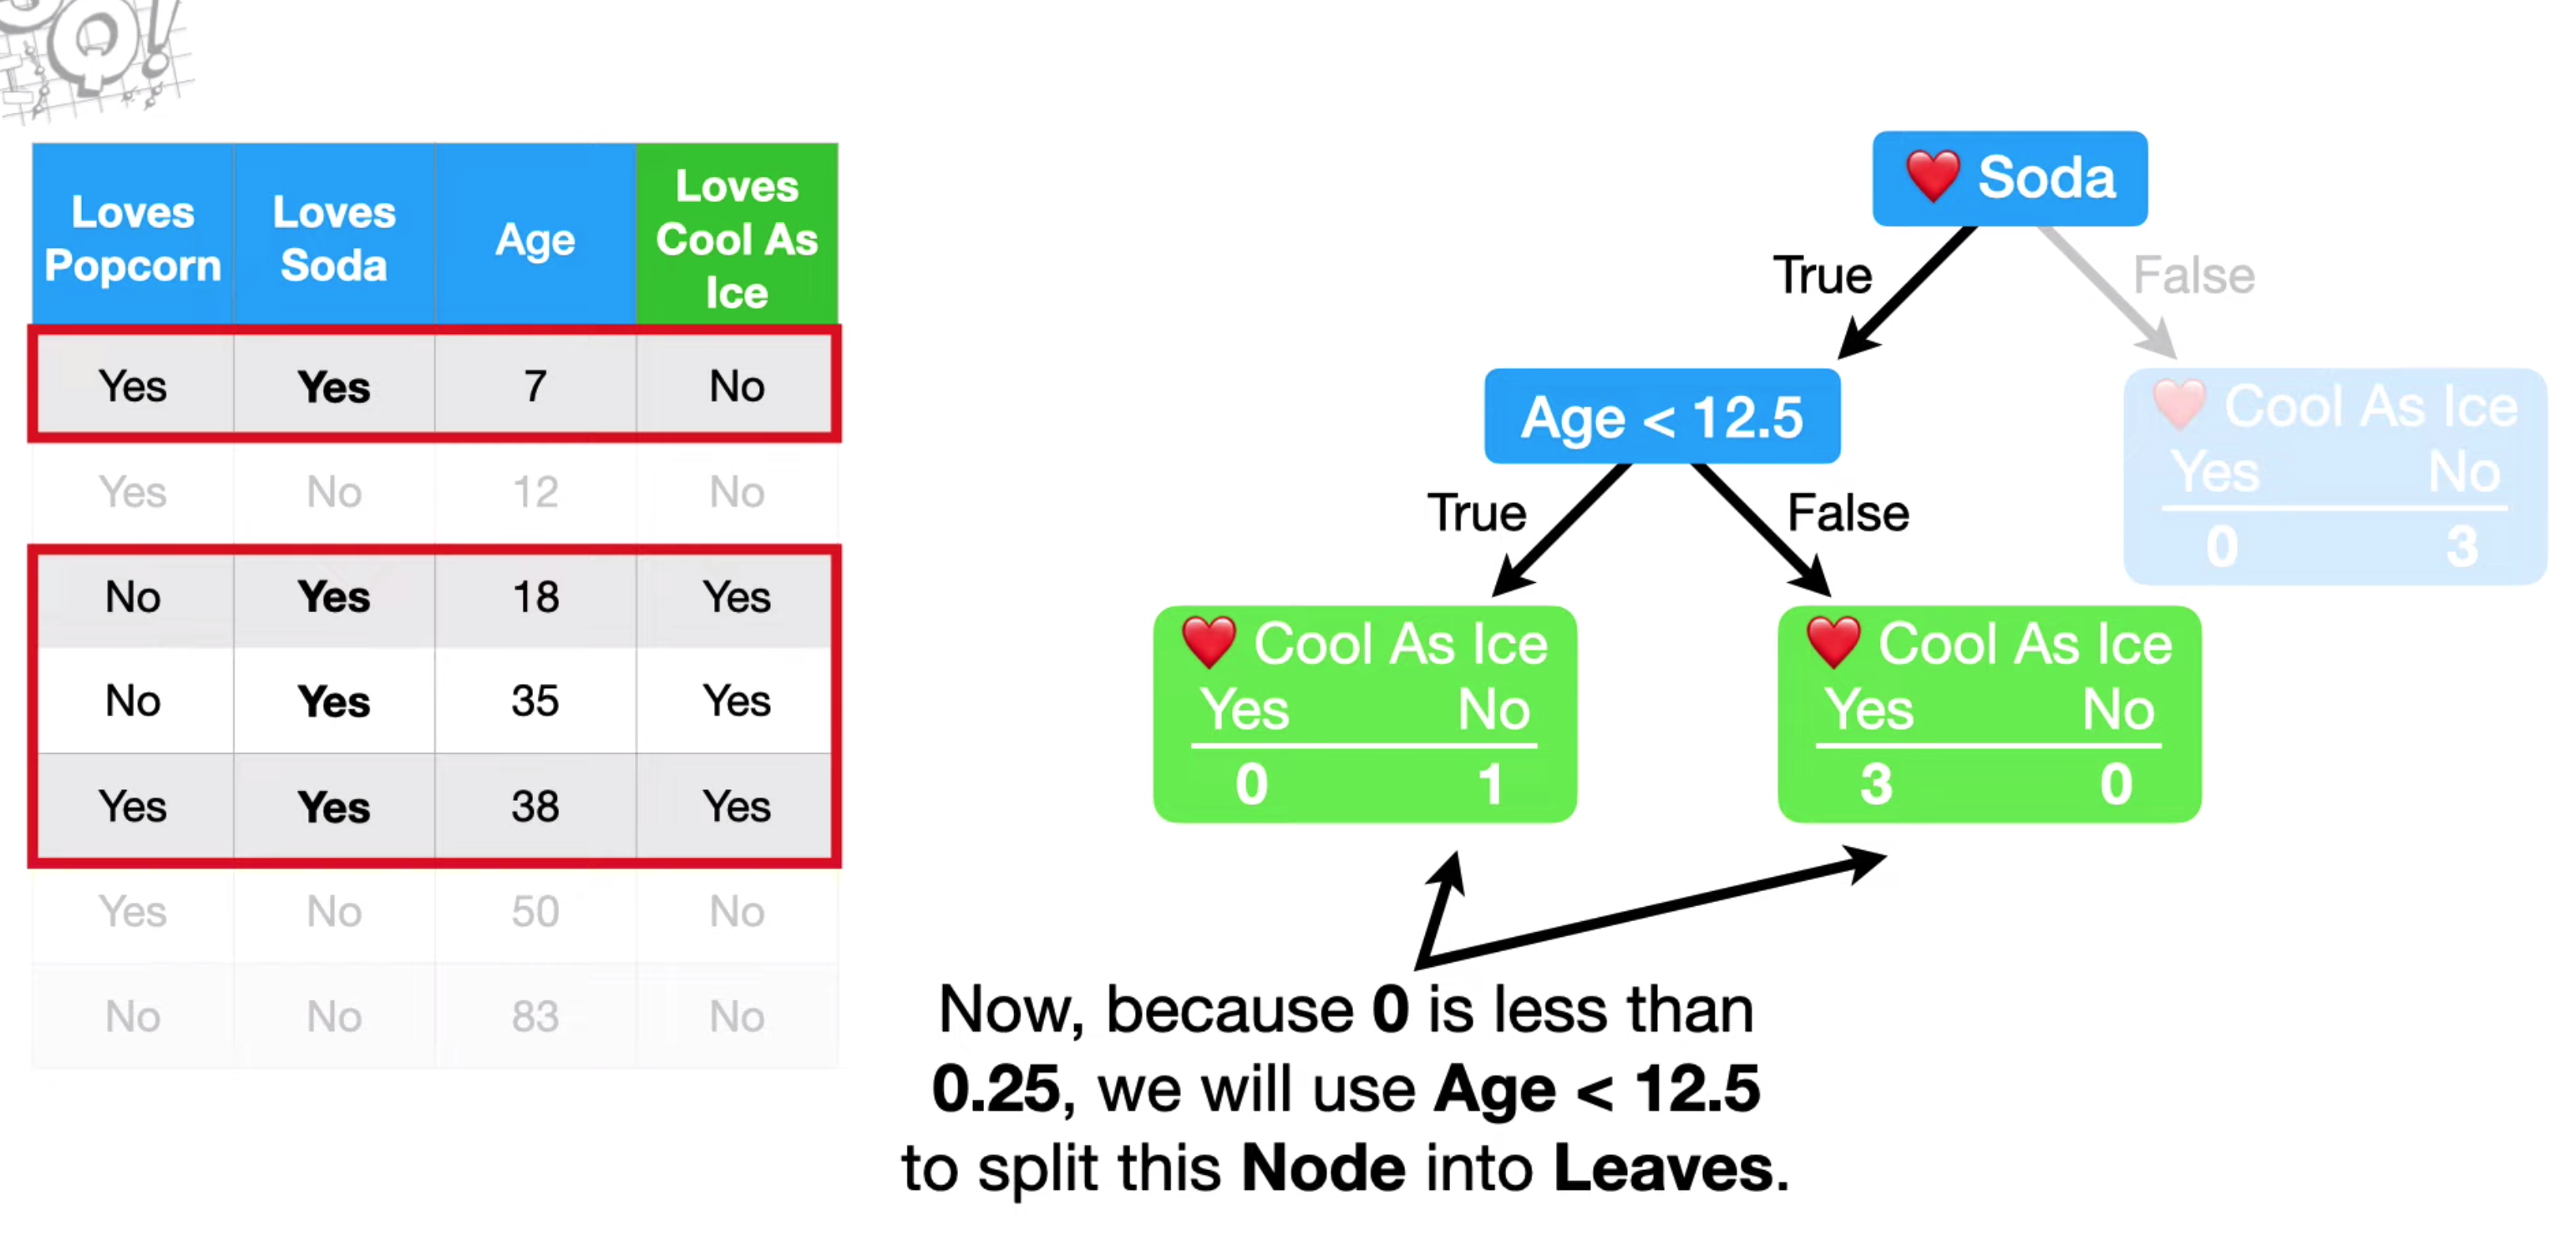 Q!
Loves Popcorn Loves Soda Age Loves Cool As Ice
Yes Yes 7 No
Yes No 12 No
No Yes 18 Yes
No Yes 35 Yes
Yes Yes 38 Yes
Yes No 50 No
No No 83 No
❤️ Soda
True False
Age < 12.5
❤️ Cool As Ice
Yes No
0 3
True False
❤️ Cool As Ice
Yes No
0 1
❤️ Cool As Ice
Yes No
3 0
Now, because 0 is less than
0.25, we will use Age < 12.5
to split this Node into Leaves.